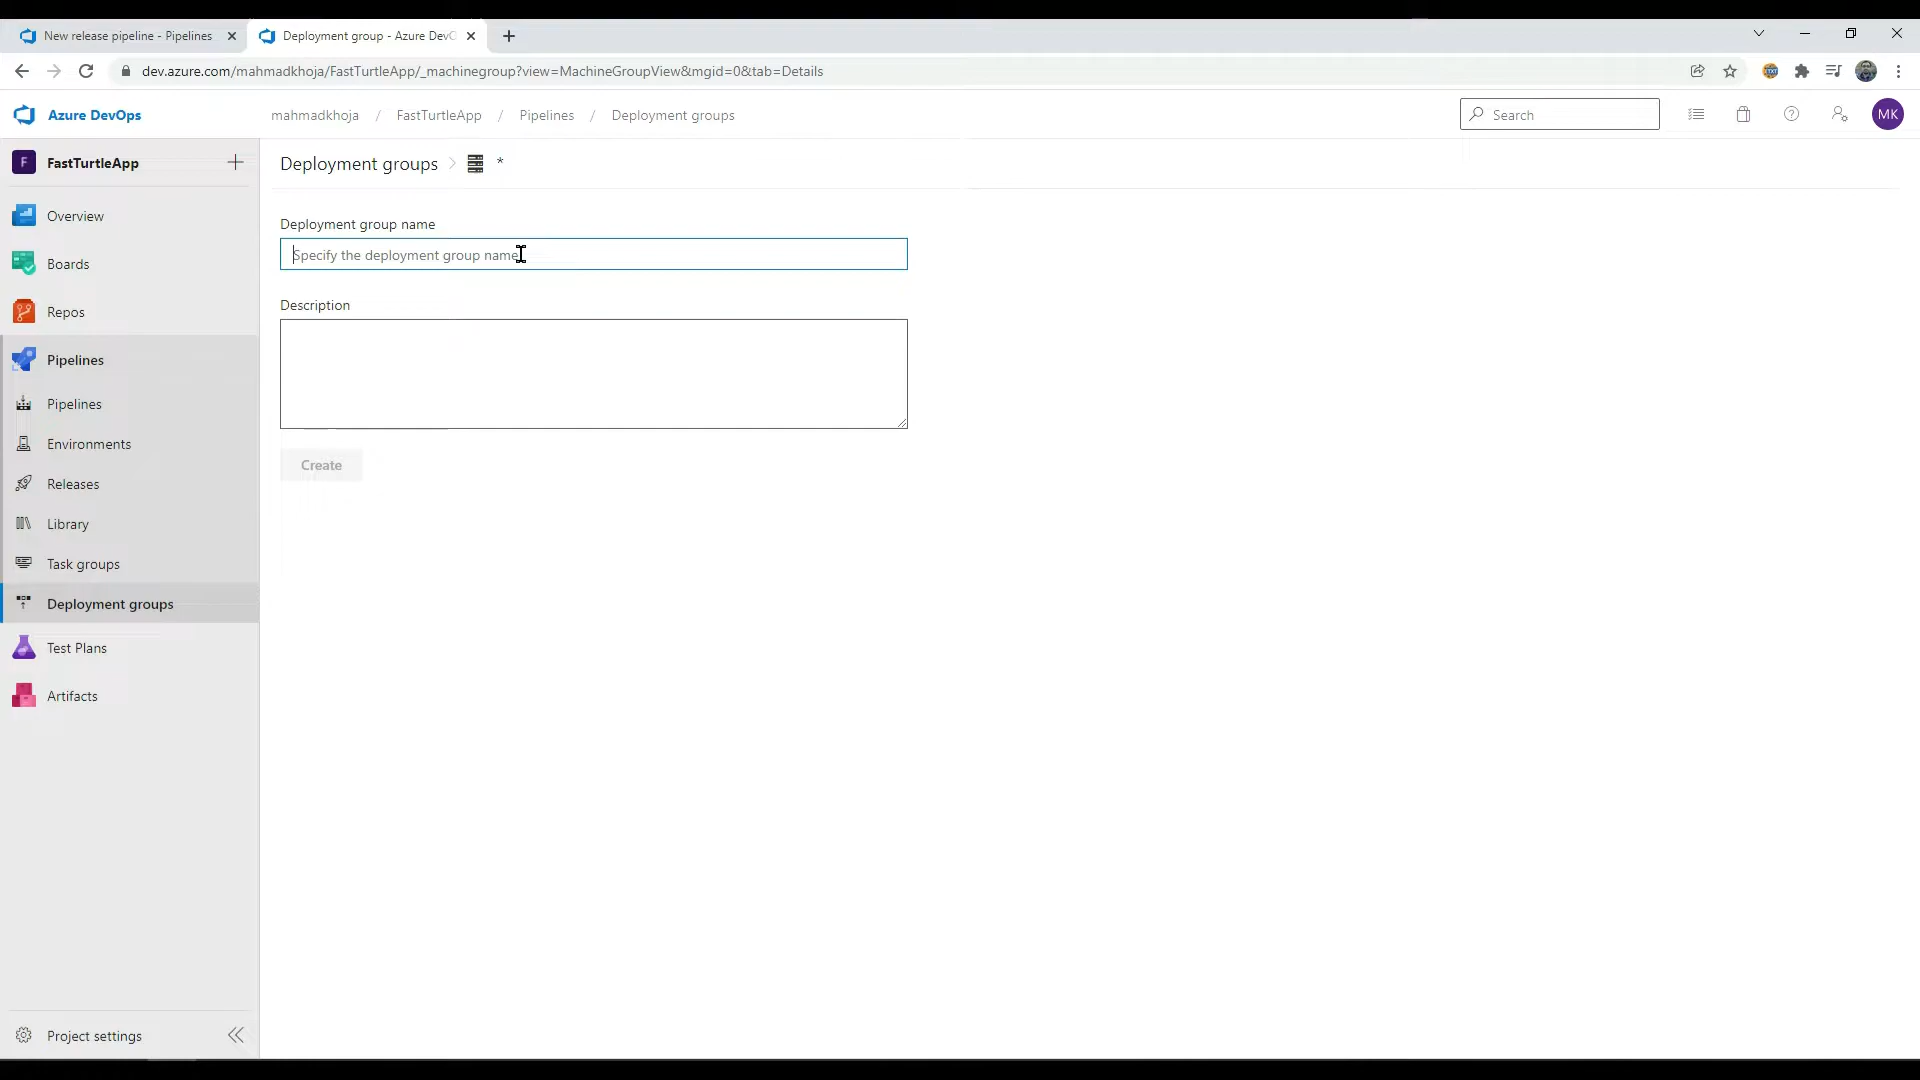 New release pipeline - Pipelines
Deployment group - Azure DevO
dev.azure.com/mahmadkhoja/FastTurtleApp/_machinegroup?view=MachineGroupView&mgid=0&tab=Details
Azure DevOps
mahmadkhoja / FastTurtleApp / Pipelines / Deployment groups
Search
MK
F FastTurtleApp
Deployment groups > *
Overview
Boards
Repos
Pipelines
Pipelines
Environments
Releases
Library
Task groups
Deployment groups
Test Plans
Artifacts
Project settings
Deployment group name
Specify the deployment group name
Description
Create